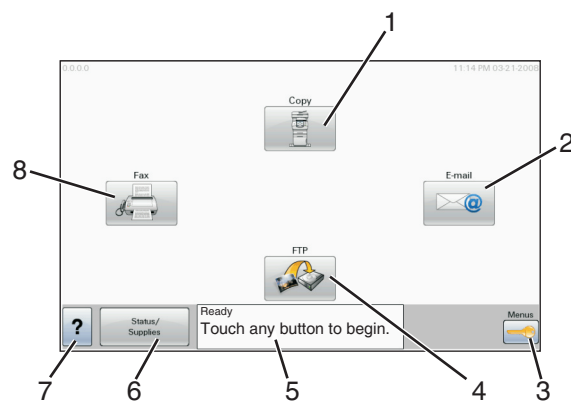 1
0.0.0.0
11:14 PM 03-21-2008
Copy
2
8
Fax
E-mail
@
FTP
Ready
Touch any button to begin.
Menus
?
Status/
Supplies
7
6
5
4
3